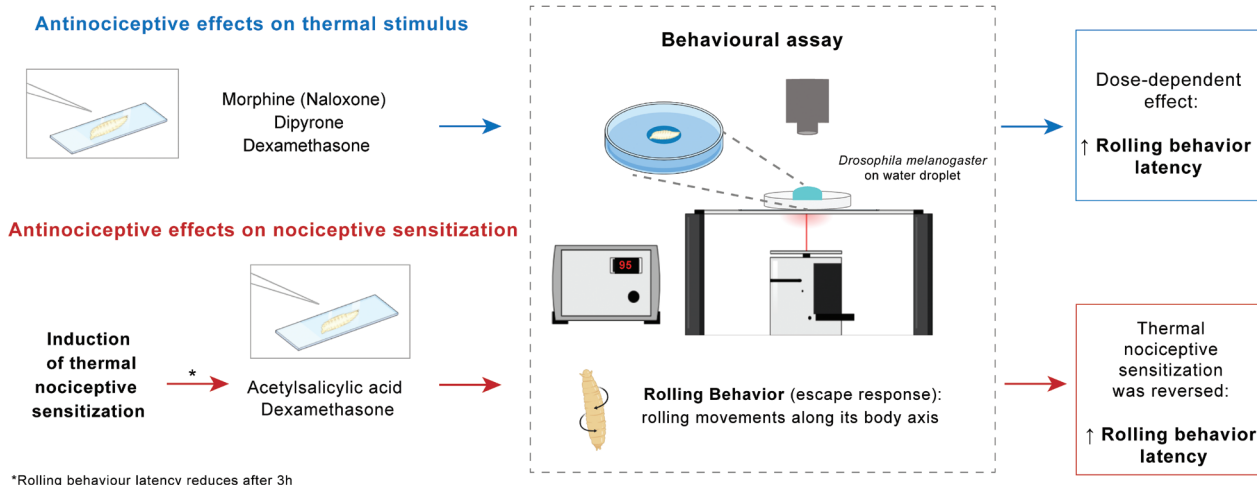 Antinociceptive effects on thermal stimulus
Morphine (Naloxone)
Dipyrone
Dexamethasone
Behavioural assay
Drosophila melanogaster
on water droplet
Dose-dependent
effect:
↑ Rolling behavior
latency
Antinociceptive effects on nociceptive sensitization
Induction
of thermal
nociceptive
sensitization
*
Acetylsalicylic acid
Dexamethasone
95
Rolling Behavior (escape response):
rolling movements along its body axis
Thermal
nociceptive
sensitization
was reversed:
↑ Rolling behavior
latency
*Rolling behaviour latency reduces after 3h